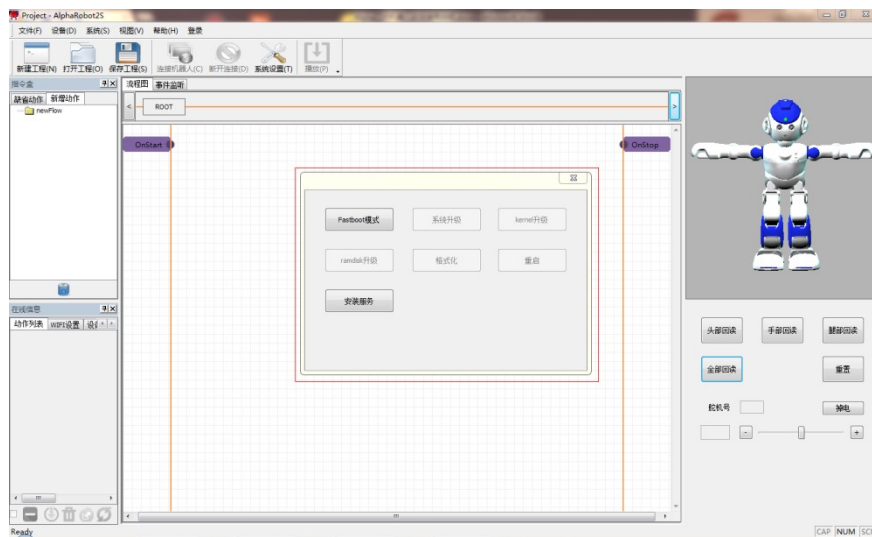 Project - AlphaRobot2S
文件(F) 设备(D) 系统(S) 视图(V) 帮助(H) 登录
新建工程(N) 打开工程(O) 保存工程(S) 连接机器人(C) 断开连接(D) 系统设置(T) 播放(P)
指令盒
流程图 事件监听
缺省动作 新增动作
newFlow
< ROOT >
OnStart
OnStop
Fastboot模式 系统升级 kernel升级
ramdisk升级 格式化 重启
安装服务
在线信息
动作列表 WIFI设置
头部回读 手部回读 腿部回读
全部回读 重置
舵机号 掉电
- +
Ready
CAP NUM SC